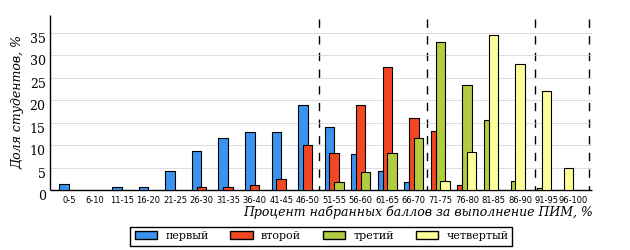 Доля студентов, %
35
30
25
20
15
10
5
0
0-5 6-10 11-15 16-20 21-25 26-30 31-35 36-40 41-45 46-50 51-55 56-60 61-65 66-70 71-75 76-80 81-85 86-90 91-95 96-100
Процент набранных баллов за выполнение ПИМ, %
первый второй третий четвертый